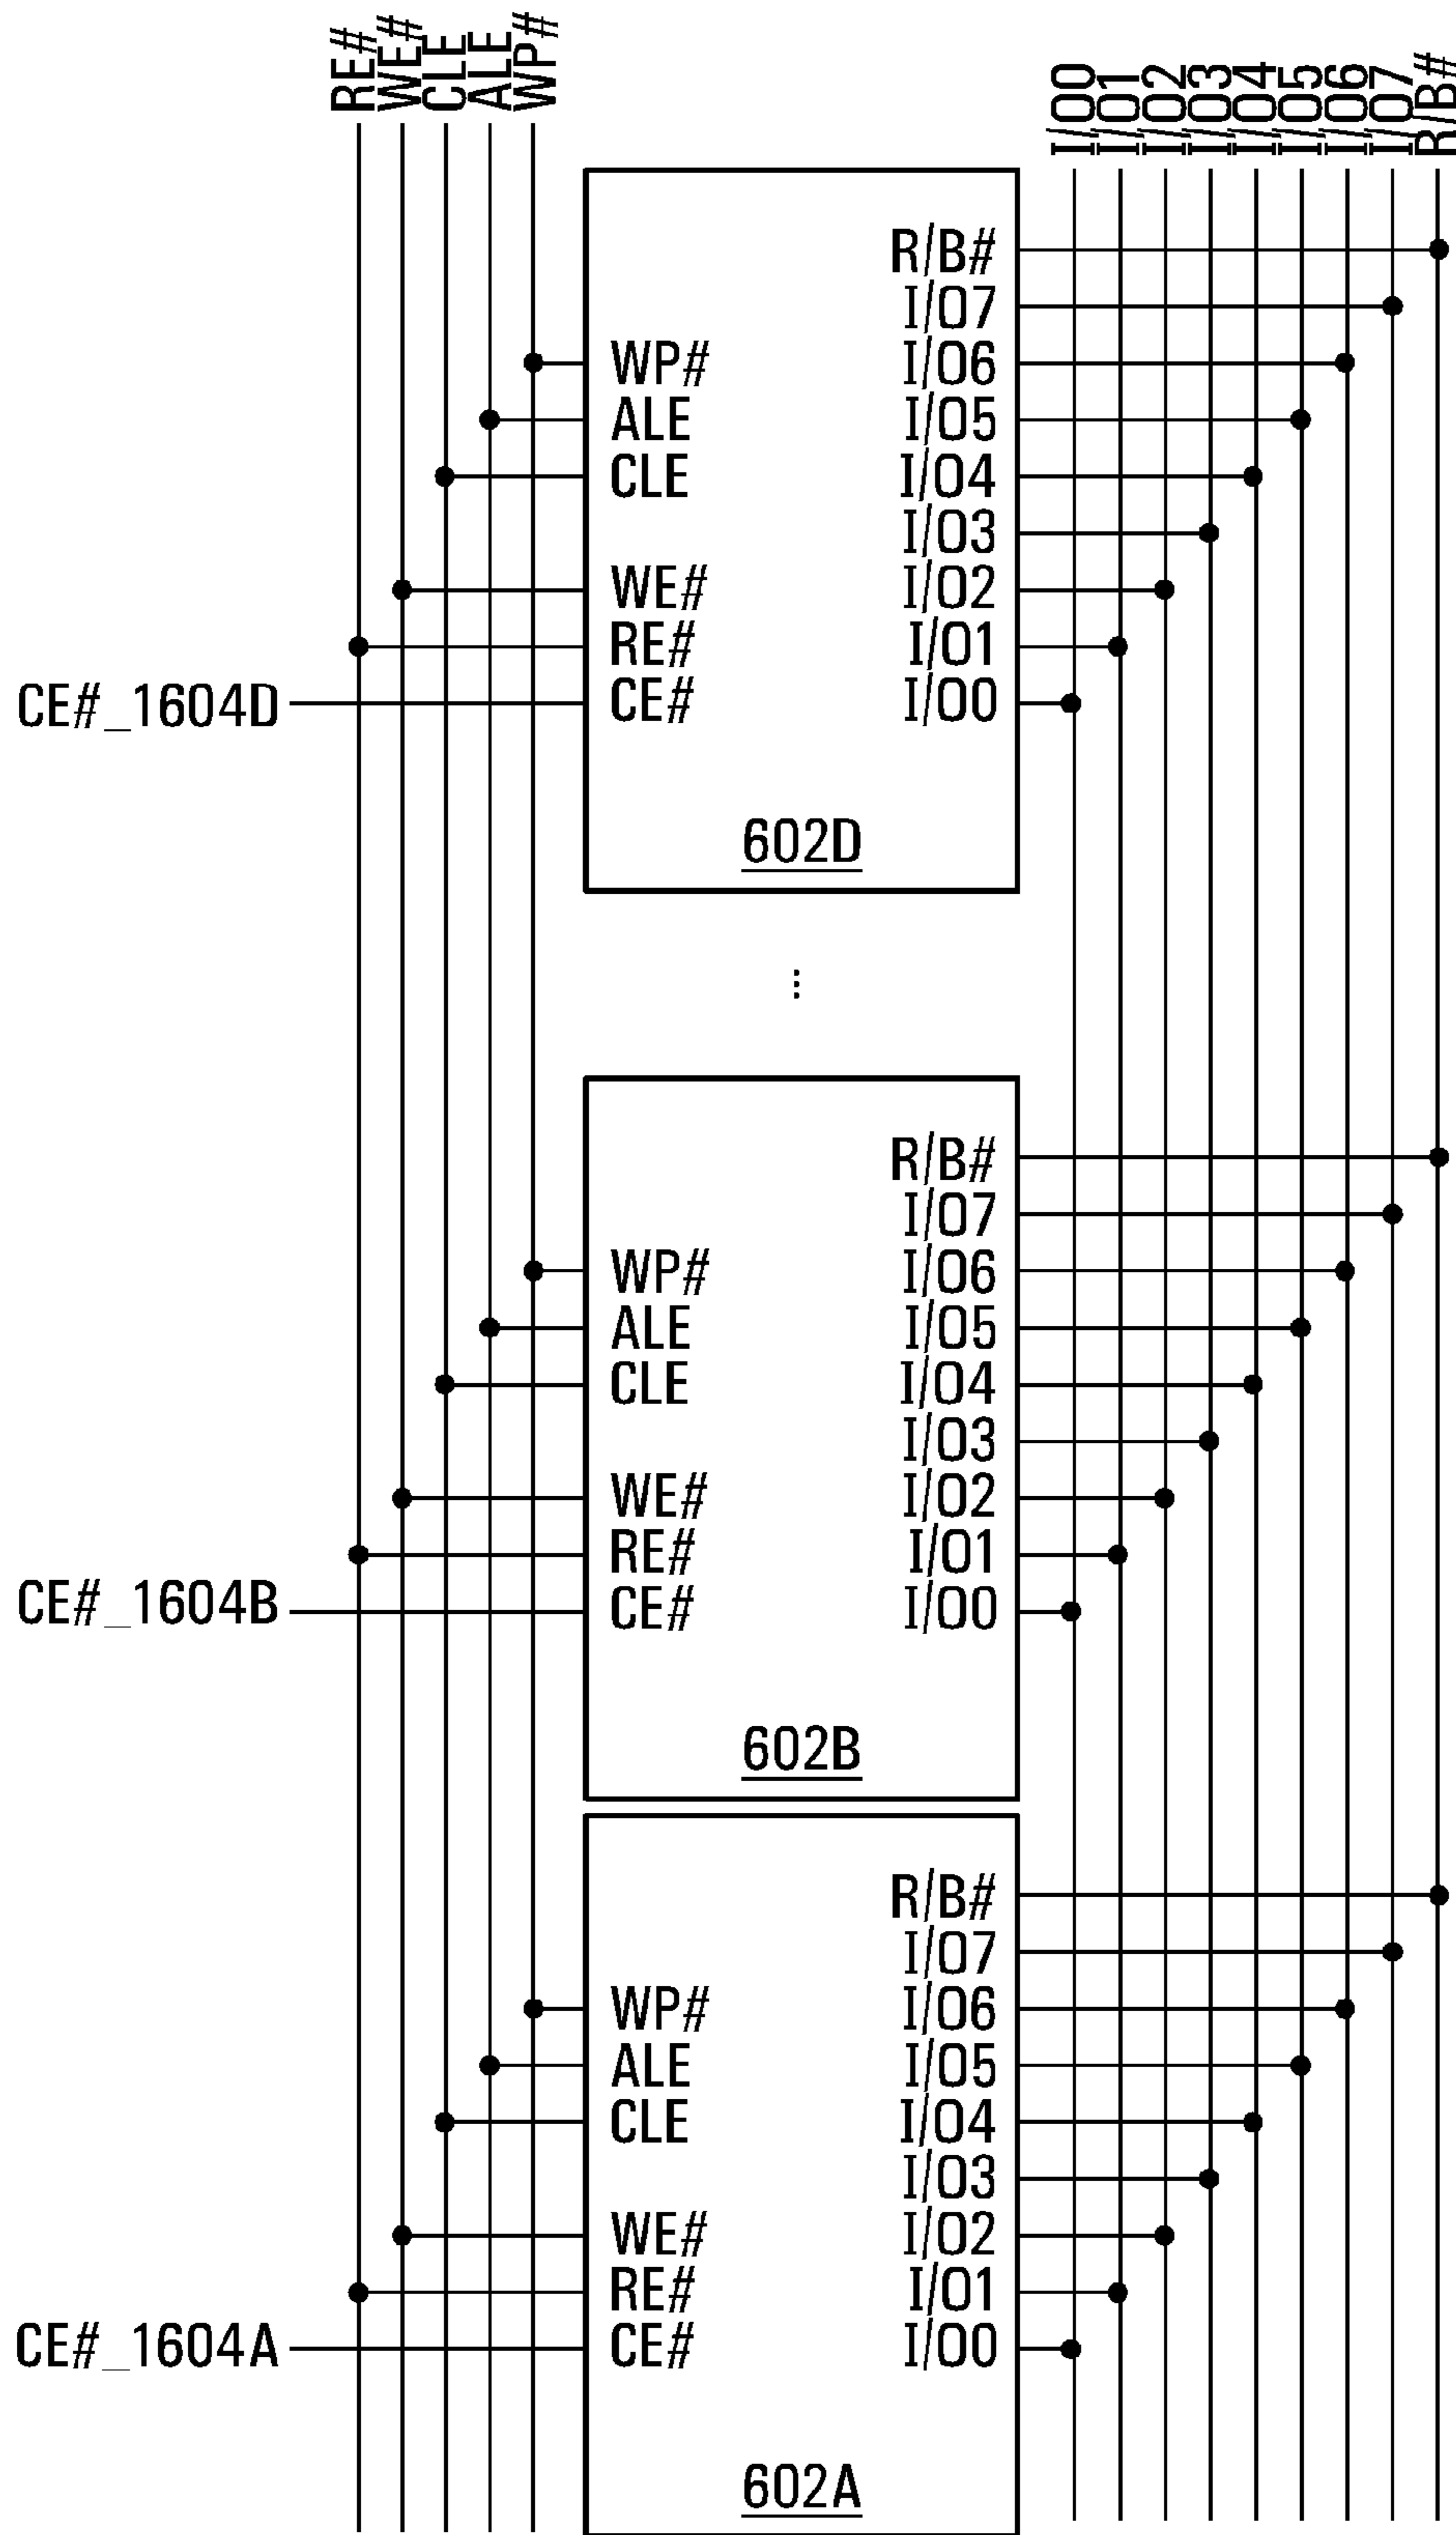 RE#
WE#
CLE
ALE
WP#
I/O0
I/O1
I/O2
I/O3
I/O4
I/O5
I/O6
I/O7
R/B#
R/B#
I/O7
WP# I/O6
ALE I/O5
CLE I/O4
I/O3
WE# I/O2
RE# I/O1
CE#_1604D CE# I/O0
602D
⋮
R/B#
I/O7
WP# I/O6
ALE I/O5
CLE I/O4
I/O3
WE# I/O2
RE# I/O1
CE#_1604B CE# I/O0
602B
R/B#
I/O7
WP# I/O6
ALE I/O5
CLE I/O4
I/O3
WE# I/O2
RE# I/O1
CE#_1604A CE# I/O0
602A